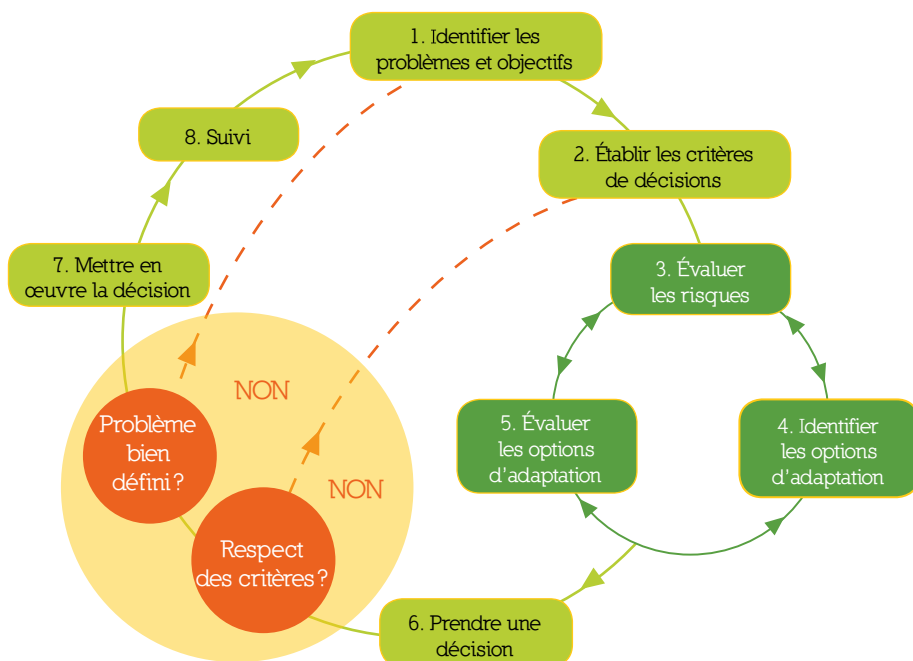 1. Identifier les
problèmes et objectifs
2. Établir les critères
de décisions
3. Évaluer
les risques
4. Identifier
les options
d'adaptation
5. Évaluer
les options
d'adaptation
6. Prendre une
décision
Respect
des critères ?
NON
Problème
bien
défini ?
NON
7. Mettre en
œuvre la décision
8. Suivi